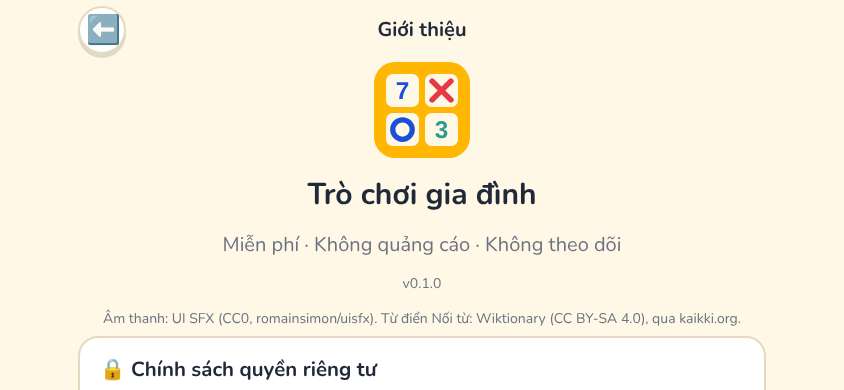 Giới thiệu
7
3
Trò chơi gia đình
Miễn phí · Không quảng cáo · Không theo dõi
v0.1.0
Âm thanh: UI SFX (CC0, romainsimon/uisfx). Từ điển Nối từ: Wiktionary (CC BY-SA 4.0), qua kaikki.org.
Chính sách quyền riêng tư